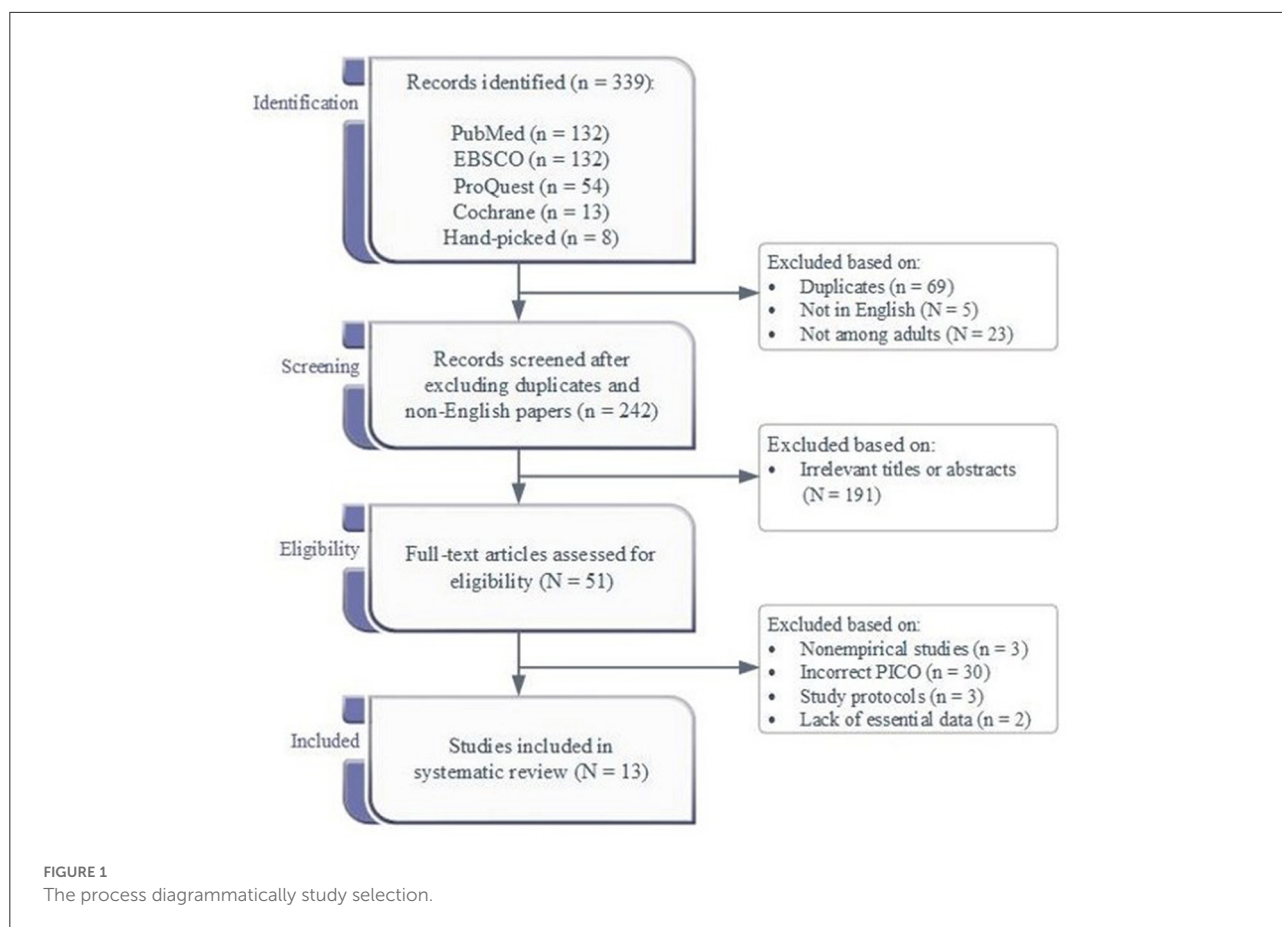 Identification
Records identified (n = 339):
PubMed (n = 132)
EBSCO (n = 132)
ProQuest (n = 54)
Cochrane (n = 13)
Hand-picked (n = 8)
Excluded based on:
• Duplicates (n = 69)
• Not in English (N = 5)
• Not among adults (N = 23)
Screening
Records screened after
excluding duplicates and
non-English papers (n = 242)
Excluded based on:
• Irrelevant titles or abstracts
(N = 191)
Eligibility
Full-text articles assessed for
eligibility (N = 51)
Excluded based on:
• Nonempirical studies (n = 3)
• Incorrect PICO (n = 30)
• Study protocols (n = 3)
• Lack of essential data (n = 2)
Included
Studies included in
systematic review (N = 13)
FIGURE 1
The process diagrammatically study selection.